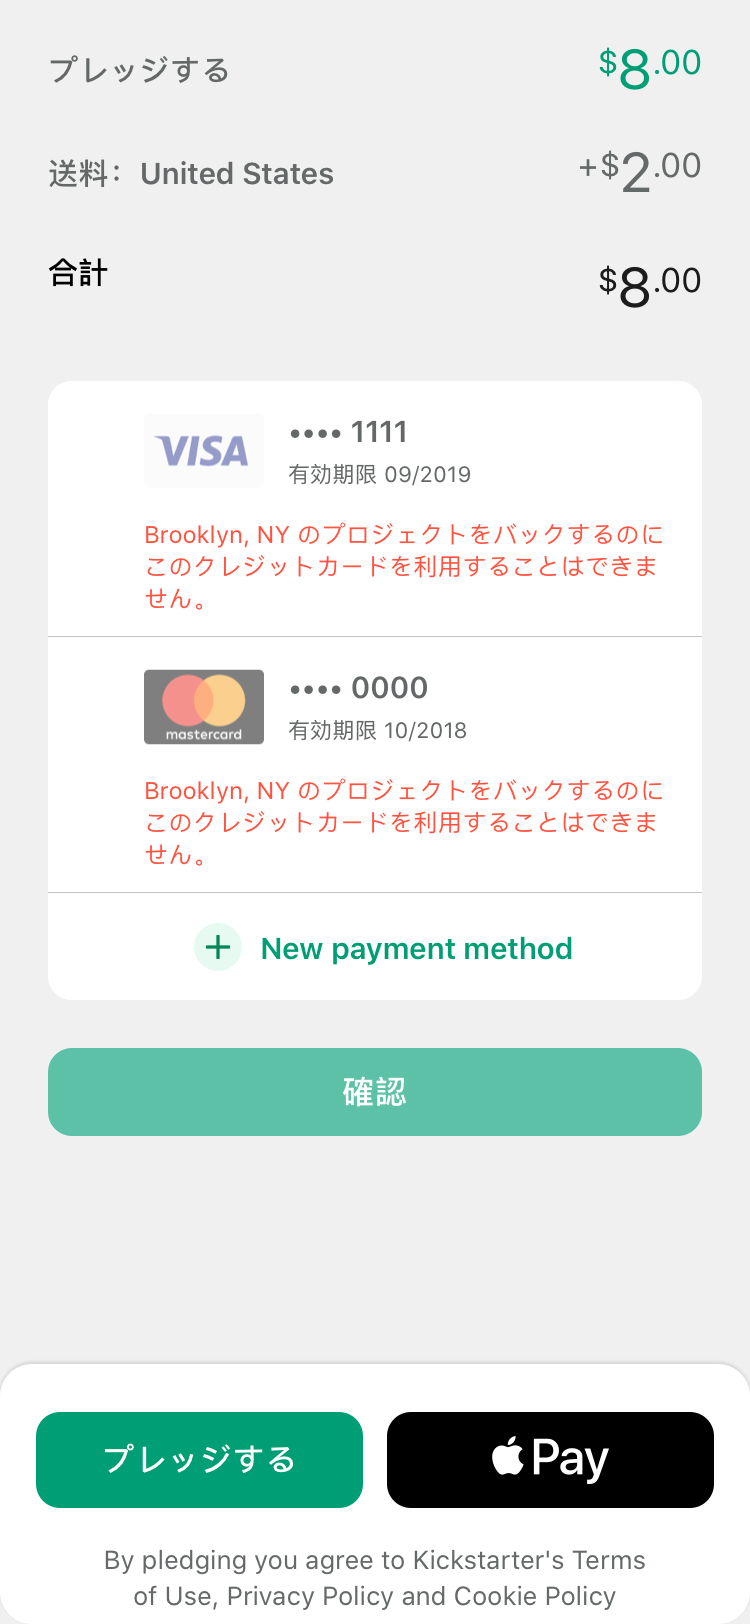 プレッジする $8.00
送料： United States +$2.00
合計 $8.00
VISA •••• 1111
有効期限 09/2019
Brooklyn, NY のプロジェクトをバックするのに
このクレジットカードを利用することはできま
せん。
mastercard •••• 0000
有効期限 10/2018
Brooklyn, NY のプロジェクトをバックするのに
このクレジットカードを利用することはできま
せん。
+ New payment method
確認
プレッジする Pay
By pledging you agree to Kickstarter's Terms
of Use, Privacy Policy and Cookie Policy